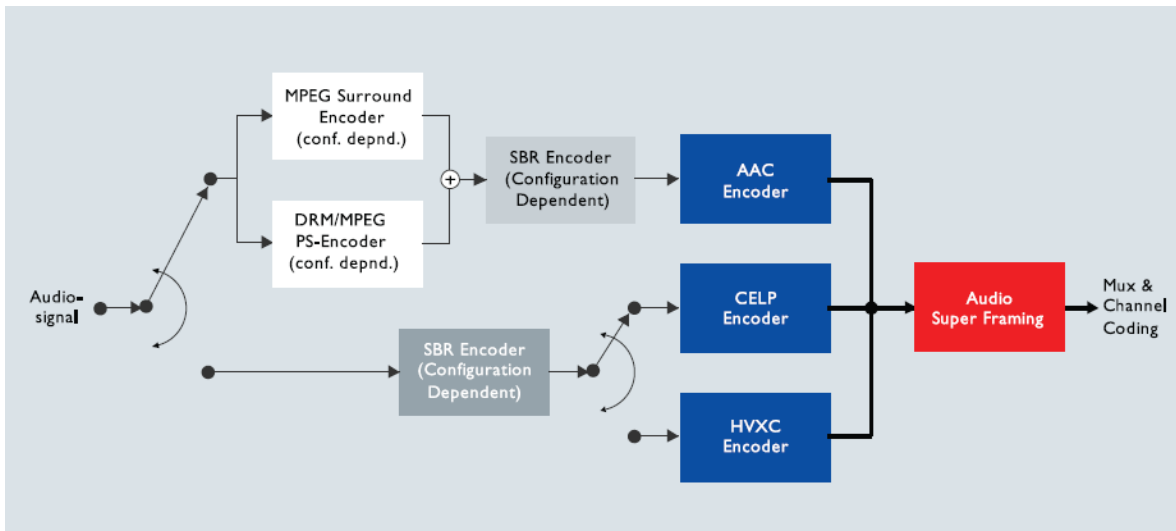 MPEG Surround
Encoder
(conf. depnd.)
SBR Encoder
(Configuration
Dependent)
AAC
Encoder
DRM/MPEG
PS-Encoder
(conf. depnd.)
Audio-
signal
CELP
Encoder
Audio
Super Framing
Mux &
Channel
Coding
SBR Encoder
(Configuration
Dependent)
HVXC
Encoder